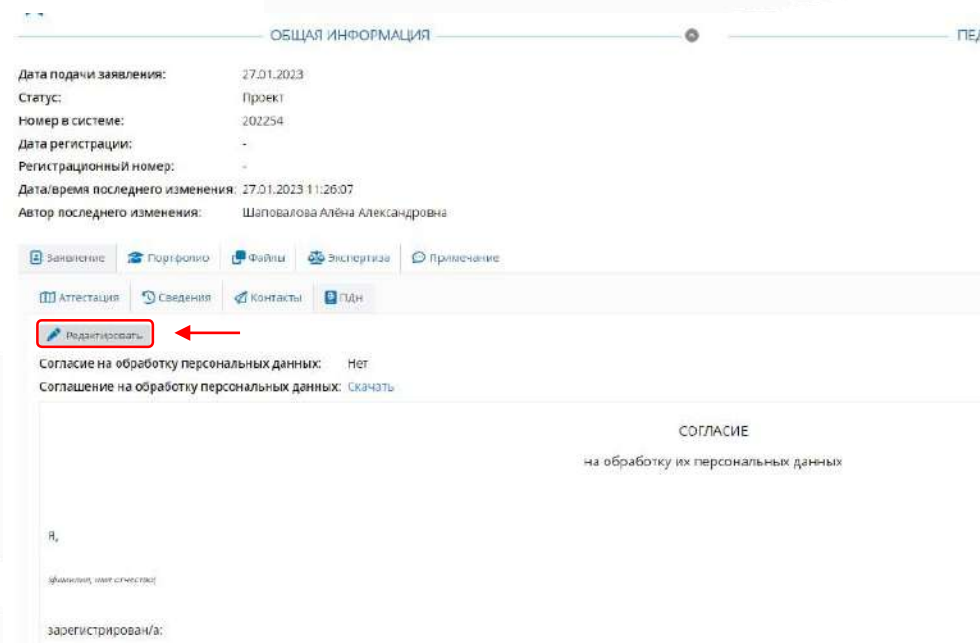 ОБЩАЯ ИНФОРМАЦИЯ
ПЕД
Дата подачи заявления: 27.01.2023
Статус: Проект
Номер в системе: 202254
Дата регистрации: -
Регистрационный номер: -
Дата/время последнего изменения: 27.01.2023 11:26:07
Автор последнего изменения: Шаповалова Алёна Александровна
Заявление Портфолио Файлы Экспертиза Примечание
Аттестация Сведения Контакты ПДн
Редактировать
Согласие на обработку персональных данных: Нет
Соглашение на обработку персональных данных: Скачать
СОГЛАСИЕ
на обработку их персональных данных
Я,
(фамилия, имя отчество)
зарегистрирован/а: